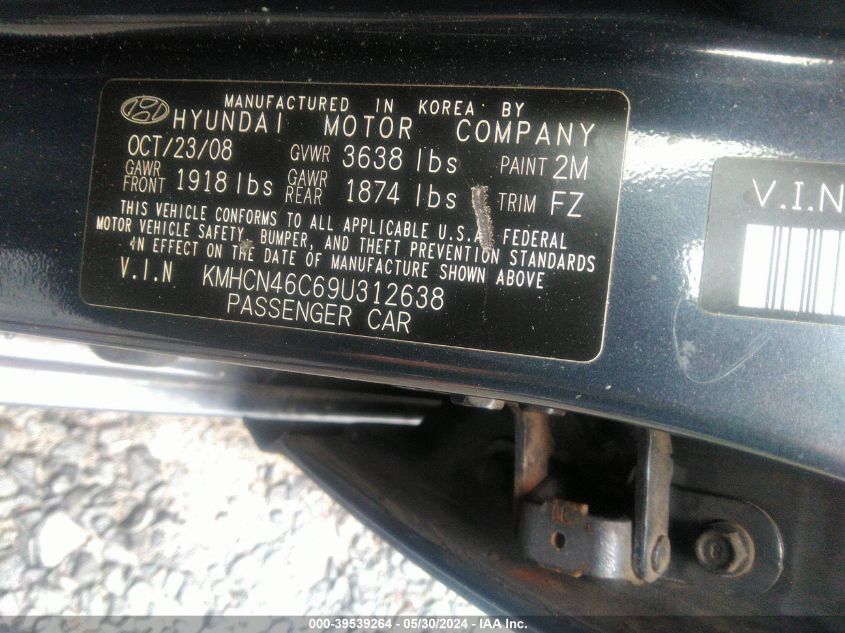 MANUFACTURED IN KOREA BY
HYUNDAI MOTOR COMPANY
OCT/23/08 GVWR 3638 lbs PAINT 2M
GAWR FRONT 1918 lbs GAWR REAR 1874 lbs TRIM FZ
THIS VEHICLE CONFORMS TO ALL APPLICABLE U.S.A. FEDERAL
MOTOR VEHICLE SAFETY, BUMPER, AND THEFT PREVENTION STANDARDS
IN EFFECT ON THE DATE OF MANUFACTURE SHOWN ABOVE
V.I.N KMHCN46C69U312638
PASSENGER CAR
V.I.N
000-39539264 - 05/30/2024 - IAA Inc.